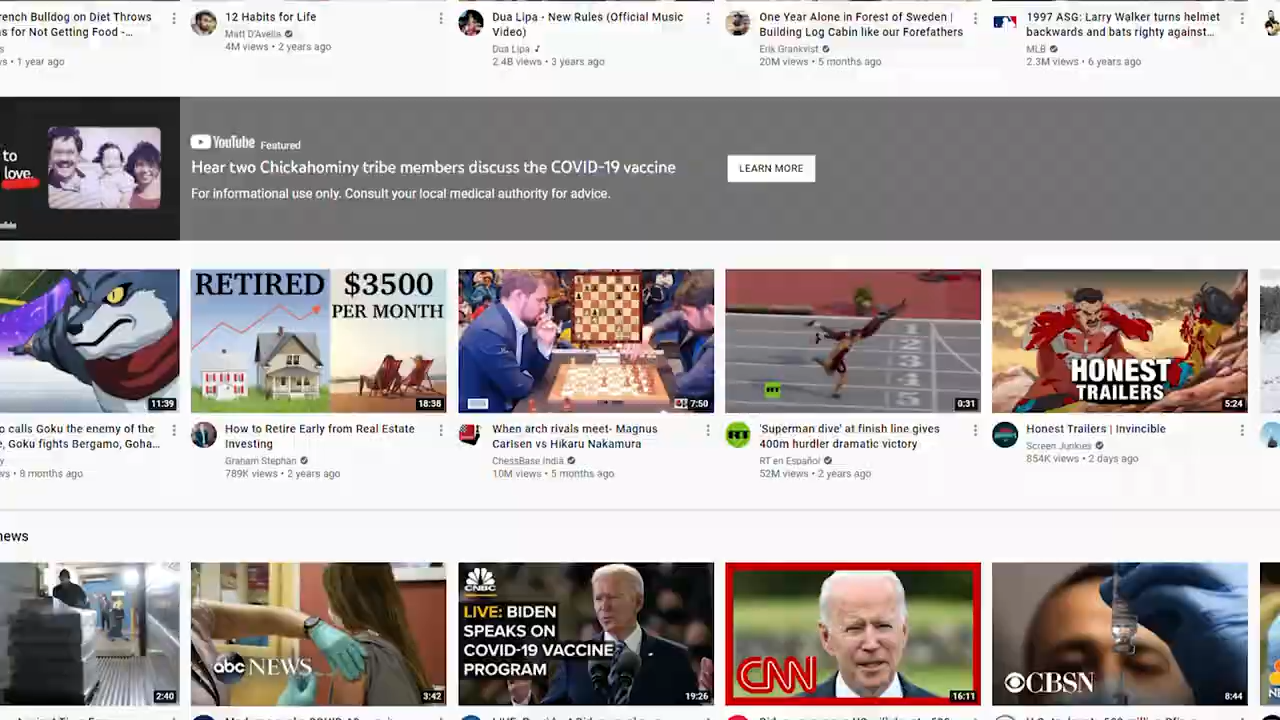 rench Bulldog on Diet Throws
s for Not Getting Food -...
s
vs • 1 year ago
12 Habits for Life
Matt D'Avella
4M views • 2 years ago
Dua Lipa - New Rules (Official Music
Video)
Dua Lipa
2.4B views • 3 years ago
One Year Alone in Forest of Sweden |
Building Log Cabin like our Forefathers
Erik Grankvist
20M views • 5 months ago
1997 ASG: Larry Walker turns helmet
backwards and bats righty against...
MLB
2.3M views • 6 years ago
to
love.
YouTube Featured
Hear two Chickahominy tribe members discuss the COVID-19 vaccine
For informational use only. Consult your local medical authority for advice.
LEARN MORE
11:39
RETIRED $3500
PER MONTH
18:38
7:50
1
2
3
RT
0:31
HONEST
TRAILERS
5:24
o calls Goku the enemy of the
e, Goku fights Bergamo, Goha...
y
vs • 8 months ago
How to Retire Early from Real Estate
Investing
Graham Stephan
789K views • 2 years ago
When arch rivals meet- Magnus
Carlsen vs Hikaru Nakamura
ChessBase India
10M views • 5 months ago
RT
'Superman dive' at finish line gives
400m hurdler dramatic victory
RT en Español
52M views • 2 years ago
Honest Trailers | Invincible
Screen Junkies
854K views • 2 days ago
news
2:40
abc NEWS
3:42
CNBC
LIVE: BIDEN
SPEAKS ON
COVID-19 VACCINE
PROGRAM
19:26
CNN
16:11
CBSN
8:44